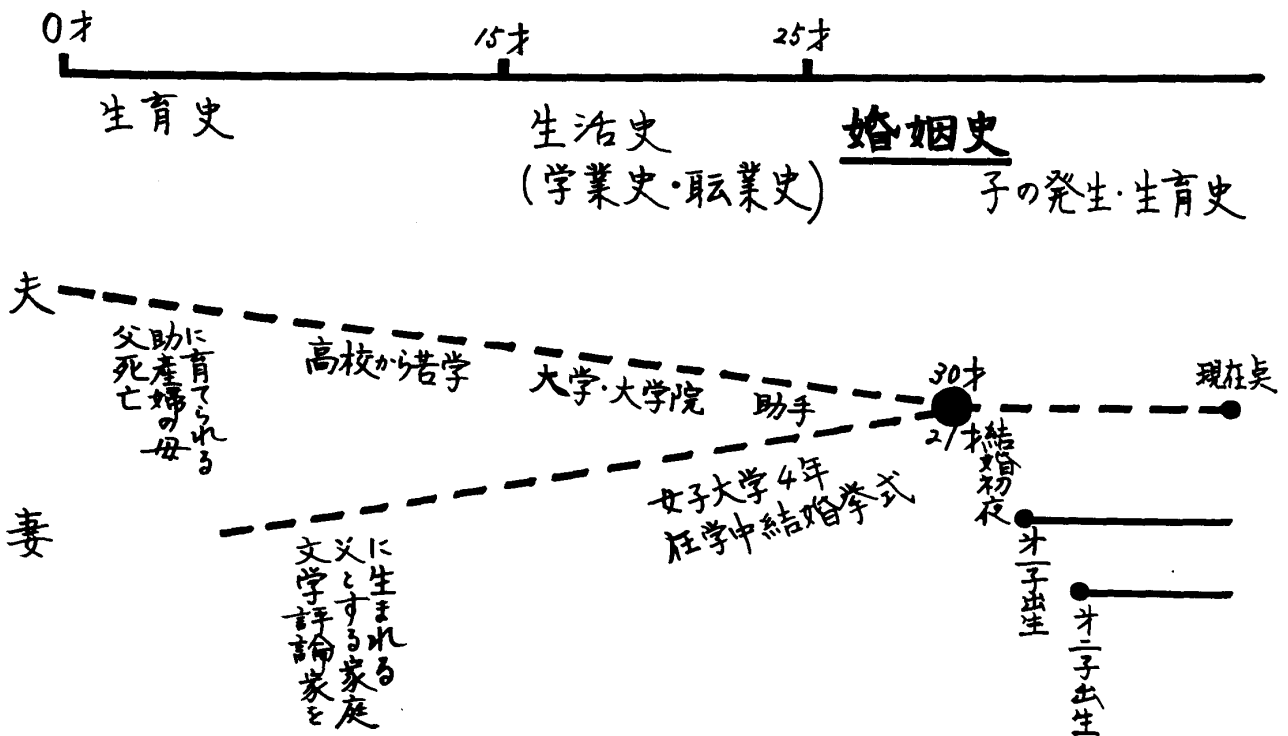 0才
15才
25才
生育史
生活史
(学業史・転業史)
婚姻史
子の発生・生育史
夫
父死亡
助産婦の母
に育てられる
高校から苦学
大学・大学院
助手
30才
21才
結婚初夜
現在点
妻
文学評論家を
父とする家庭
に生まれる
女子大学4年
在学中結婚挙式
才一子出生
才二子出生